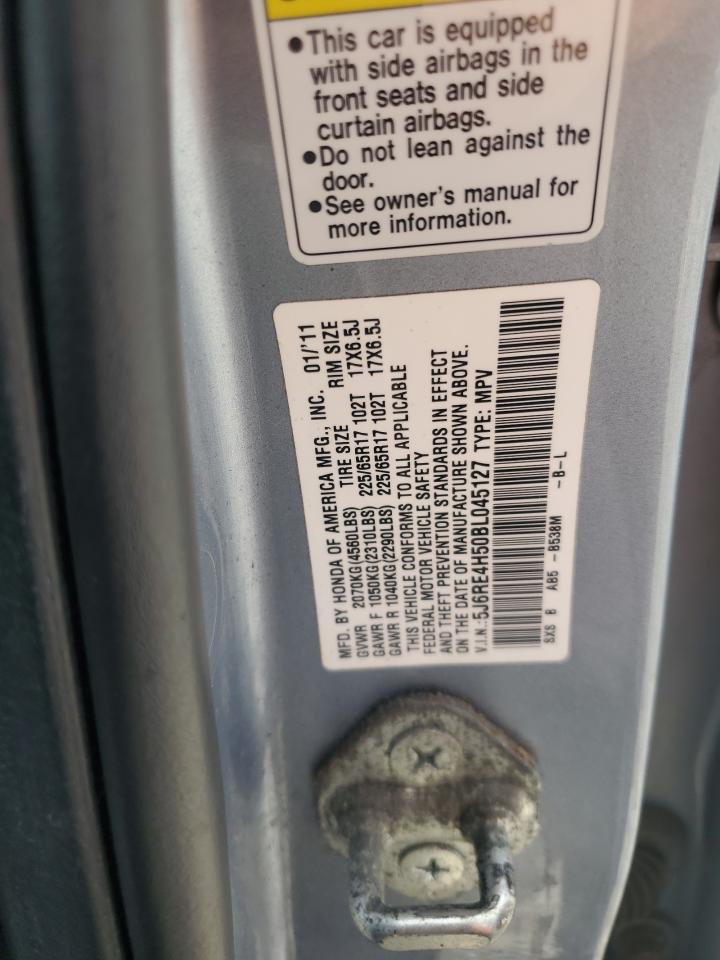 ●This car is equipped
with side airbags in the
front seats and side
curtain airbags.
●Do not lean against the
door.
●See owner's manual for
more information.
MFD. BY HONDA OF AMERICA MFG., INC. 01/'11
GVWR 2070KG(4560LBS) TIRE SIZE RIM SIZE
GAWR F 1050KG(2310LBS) 225/65R17 102T 17X6.5J
GAWR R 1040KG(2290LBS) 225/65R17 102T 17X6.5J
THIS VEHICLE CONFORMS TO ALL APPLICABLE
FEDERAL MOTOR VEHICLE SAFETY
AND THEFT PREVENTION STANDARDS IN EFFECT
ON THE DATE OF MANUFACTURE SHOWN ABOVE.
V.I.N.:5J6RE4H50BL045127 TYPE: MPV
SXS B AB5 -B538M -B-L